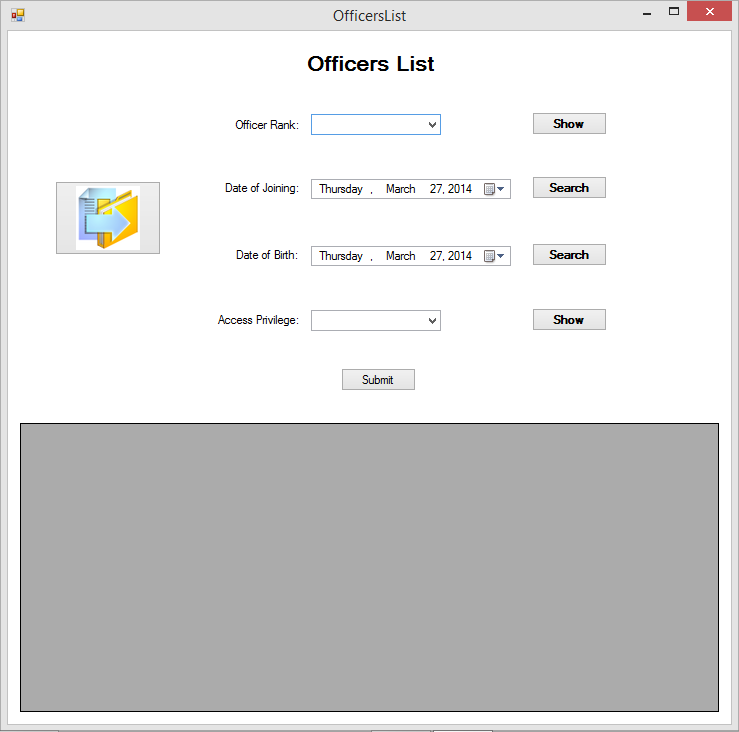 OfficersList
Officers List
Officer Rank: Show
Date of Joining: Thursday , March 27, 2014 Search
Date of Birth: Thursday , March 27, 2014 Search
Access Privilege: Show
Submit